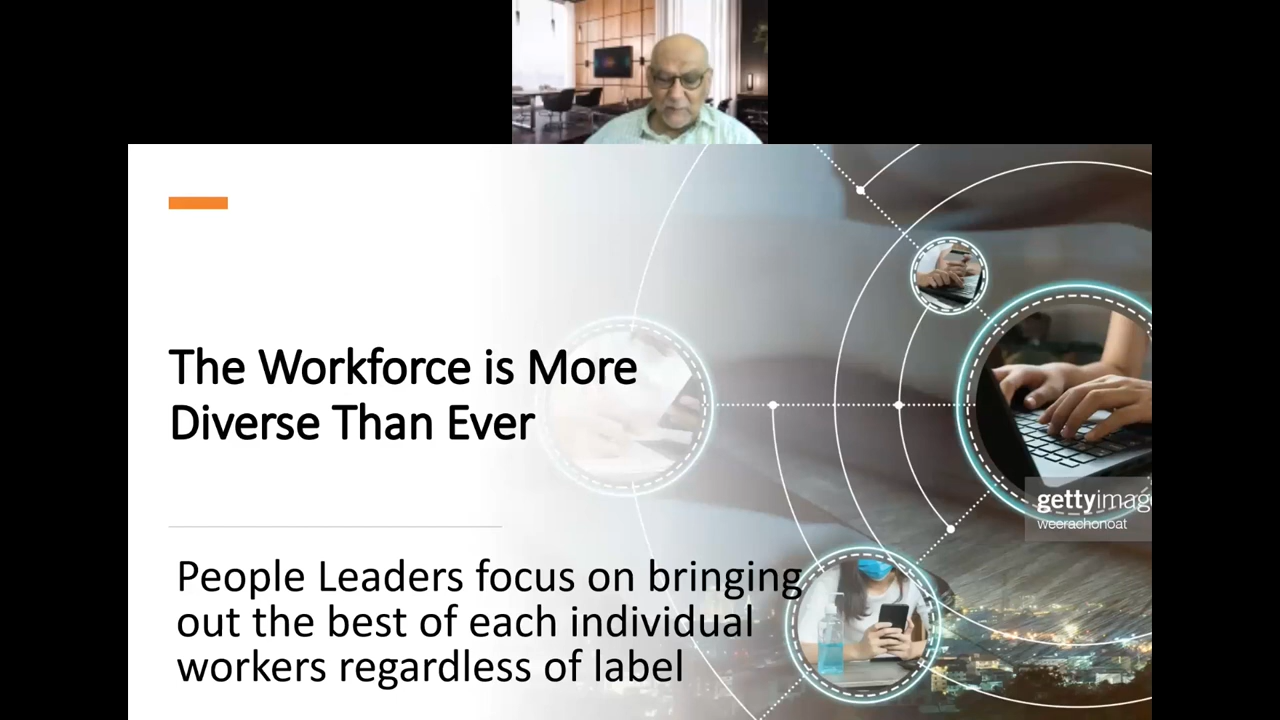 The Workforce is More
Diverse Than Ever
People Leaders focus on bringing
out the best of each individual
workers regardless of label
gettyimag
weerachonoat